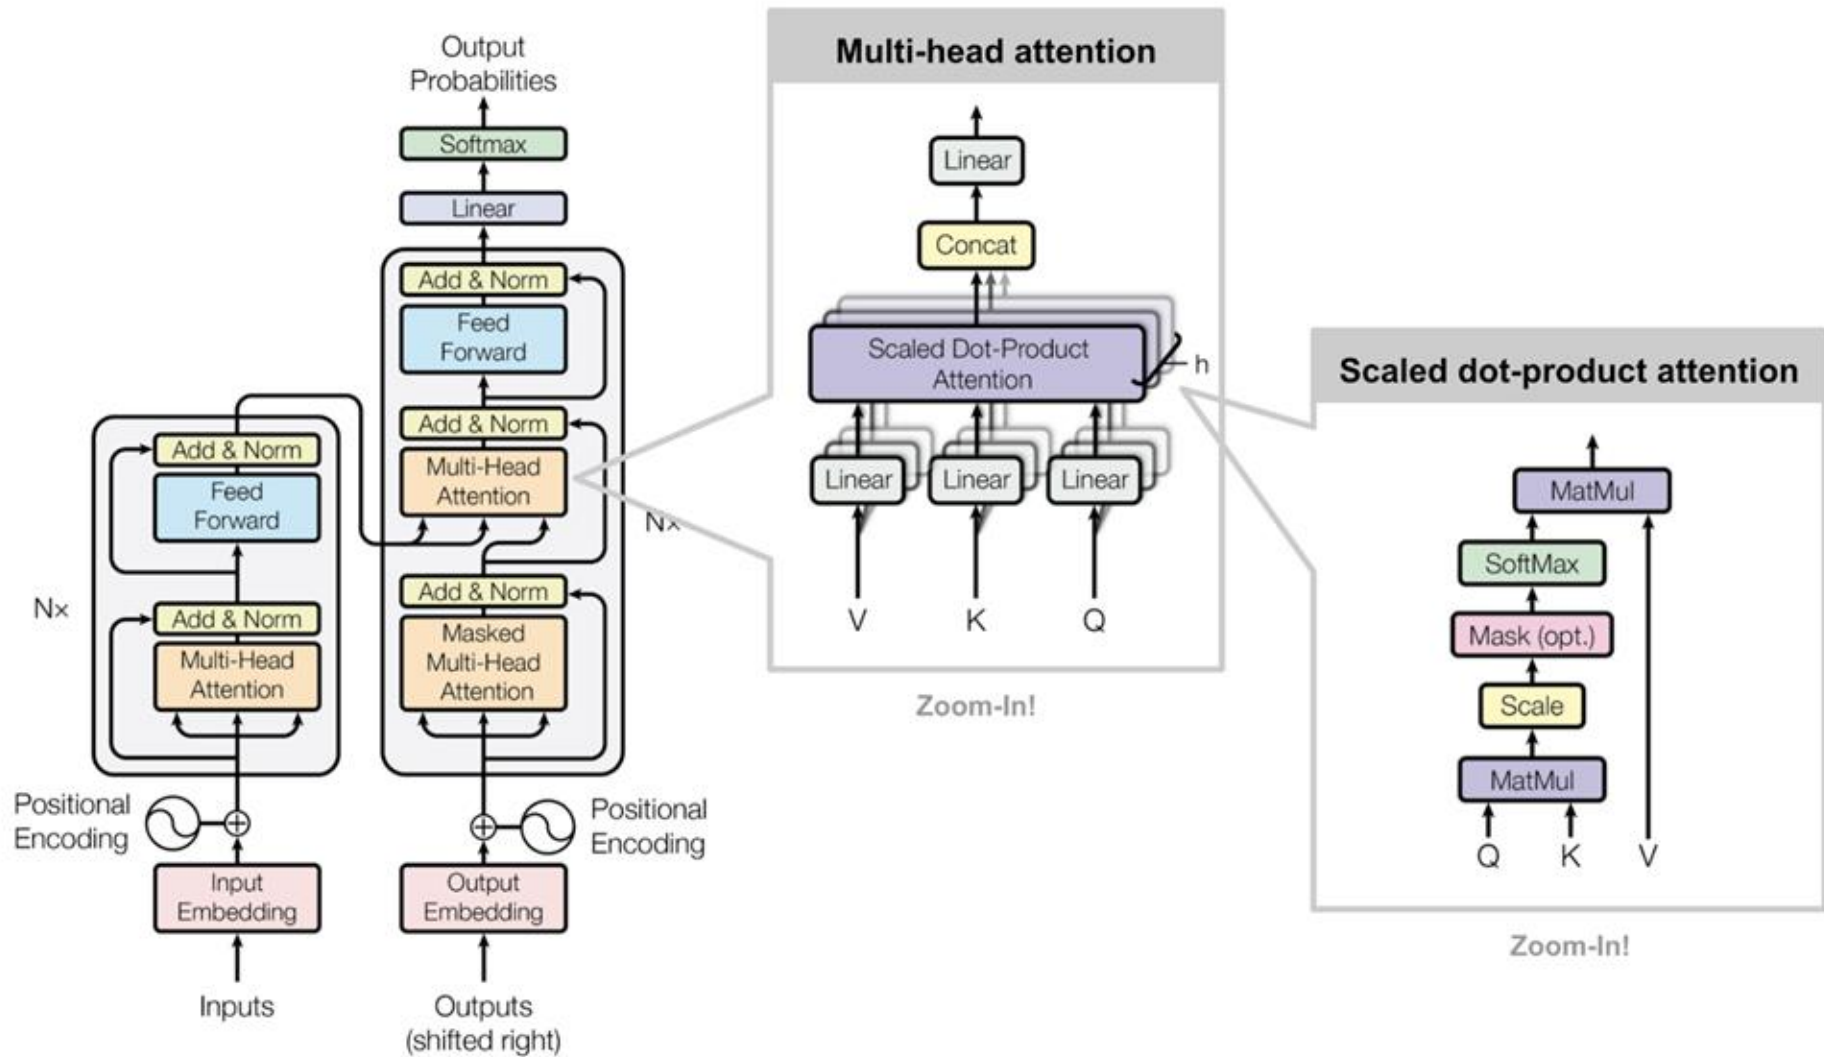 Output
Probabilities
Softmax
Linear
Add & Norm
Feed
Forward
Add & Norm
Multi-Head
Attention
Nx
Add & Norm
Masked
Multi-Head
Attention
Positional
Encoding
Output
Embedding
Outputs
(shifted right)
Add & Norm
Feed
Forward
Nx
Add & Norm
Multi-Head
Attention
Positional
Encoding
Input
Embedding
Inputs
Multi-head attention
Linear
Concat
Scaled Dot-Product
Attention
h
Linear Linear Linear
V K Q
Zoom-In!
Scaled dot-product attention
MatMul
SoftMax
Mask (opt.)
Scale
MatMul
Q K V
Zoom-In!